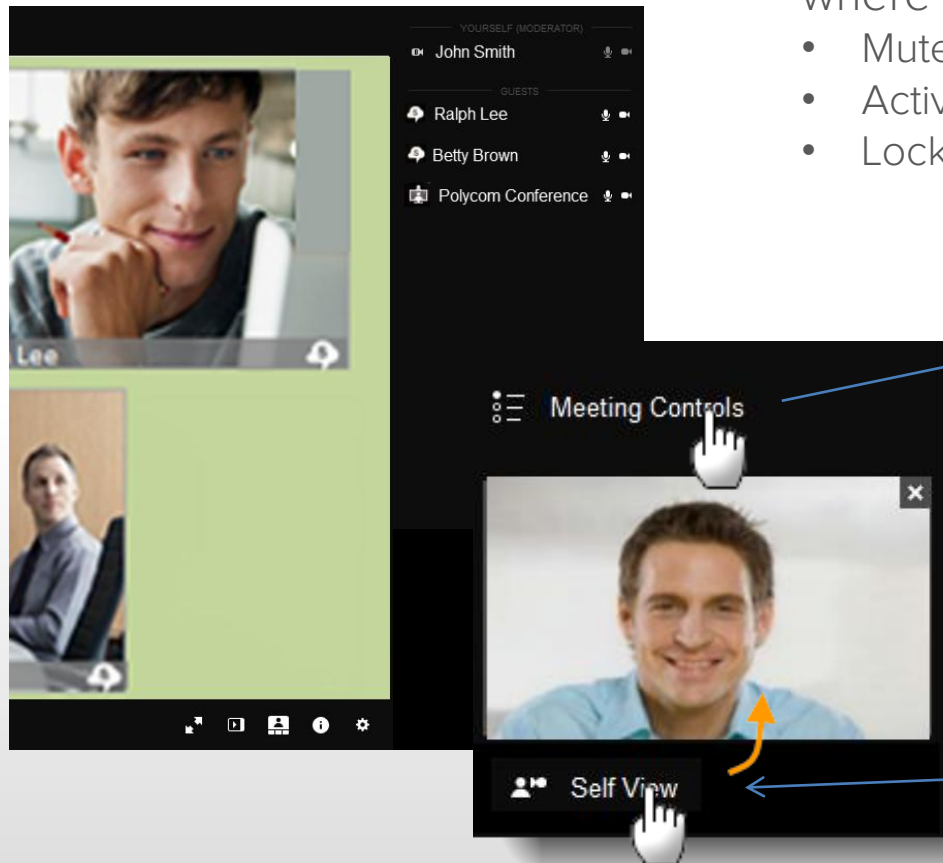 where
• Mute
• Activ
• Lock
YOURSELF (MODERATOR)
John Smith
GUESTS
Ralph Lee
Betty Brown
Polycom Conference
Lee
Meeting Controls
Self View